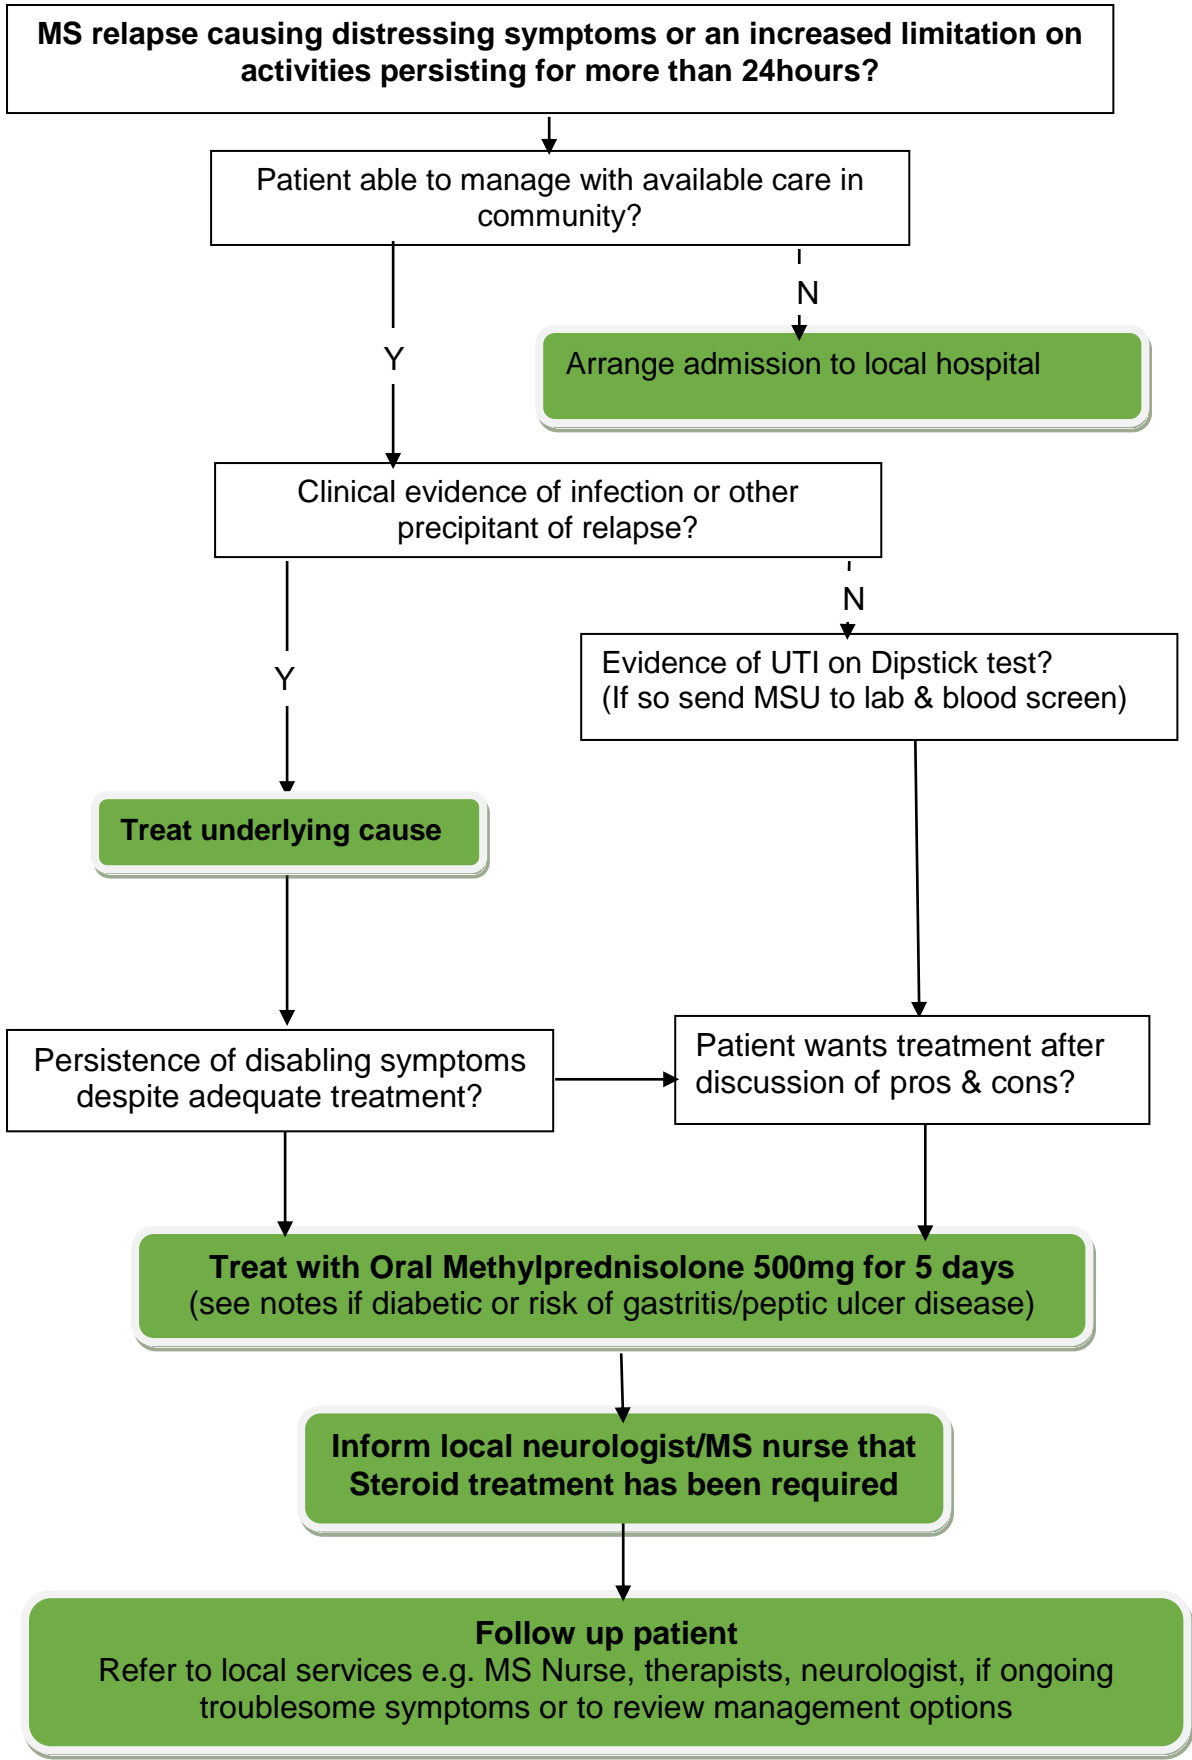 MS relapse causing distressing symptoms or an increased limitation on
activities persisting for more than 24hours?
Patient able to manage with available care in
community?
N
Y
Arrange admission to local hospital
Clinical evidence of infection or other
precipitant of relapse?
N
Y
Evidence of UTI on Dipstick test?
(If so send MSU to lab & blood screen)
Treat underlying cause
Persistence of disabling symptoms
despite adequate treatment?
Patient wants treatment after
discussion of pros & cons?
Treat with Oral Methylprednisolone 500mg for 5 days
(see notes if diabetic or risk of gastritis/peptic ulcer disease)
Inform local neurologist/MS nurse that
Steroid treatment has been required
Follow up patient
Refer to local services e.g. MS Nurse, therapists, neurologist, if ongoing
troublesome symptoms or to review management options